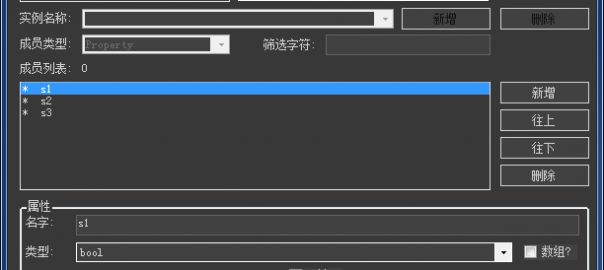 实例名称: 新增 删除
成员类型: Property 筛选字符:
成员列表: 0
* s1 新增
* s2
* s3 往上
往下
删除
属性
名字: s1
类型: bool 数组?